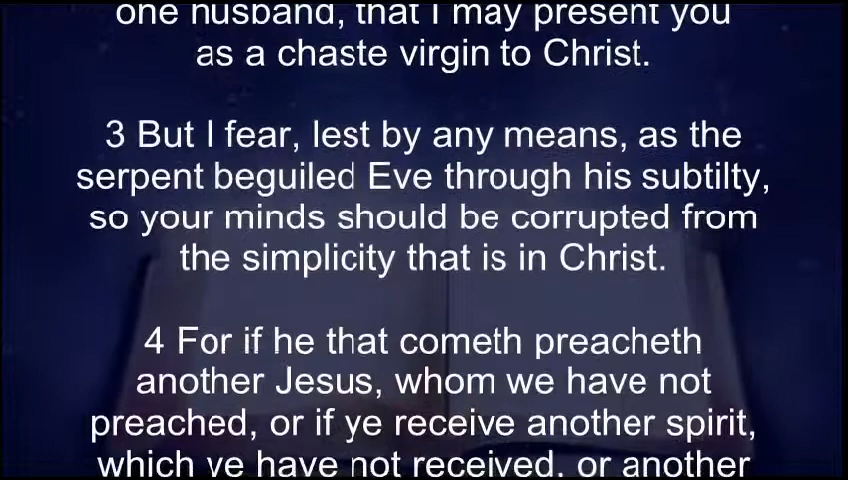 one husband, that I may present you
as a chaste virgin to Christ.
3 But I fear, lest by any means, as the
serpent beguiled Eve through his subtilty,
so your minds should be corrupted from
the simplicity that is in Christ.
4 For if he that cometh preacheth
another Jesus, whom we have not
preached, or if ye receive another spirit,
which ye have not received, or another